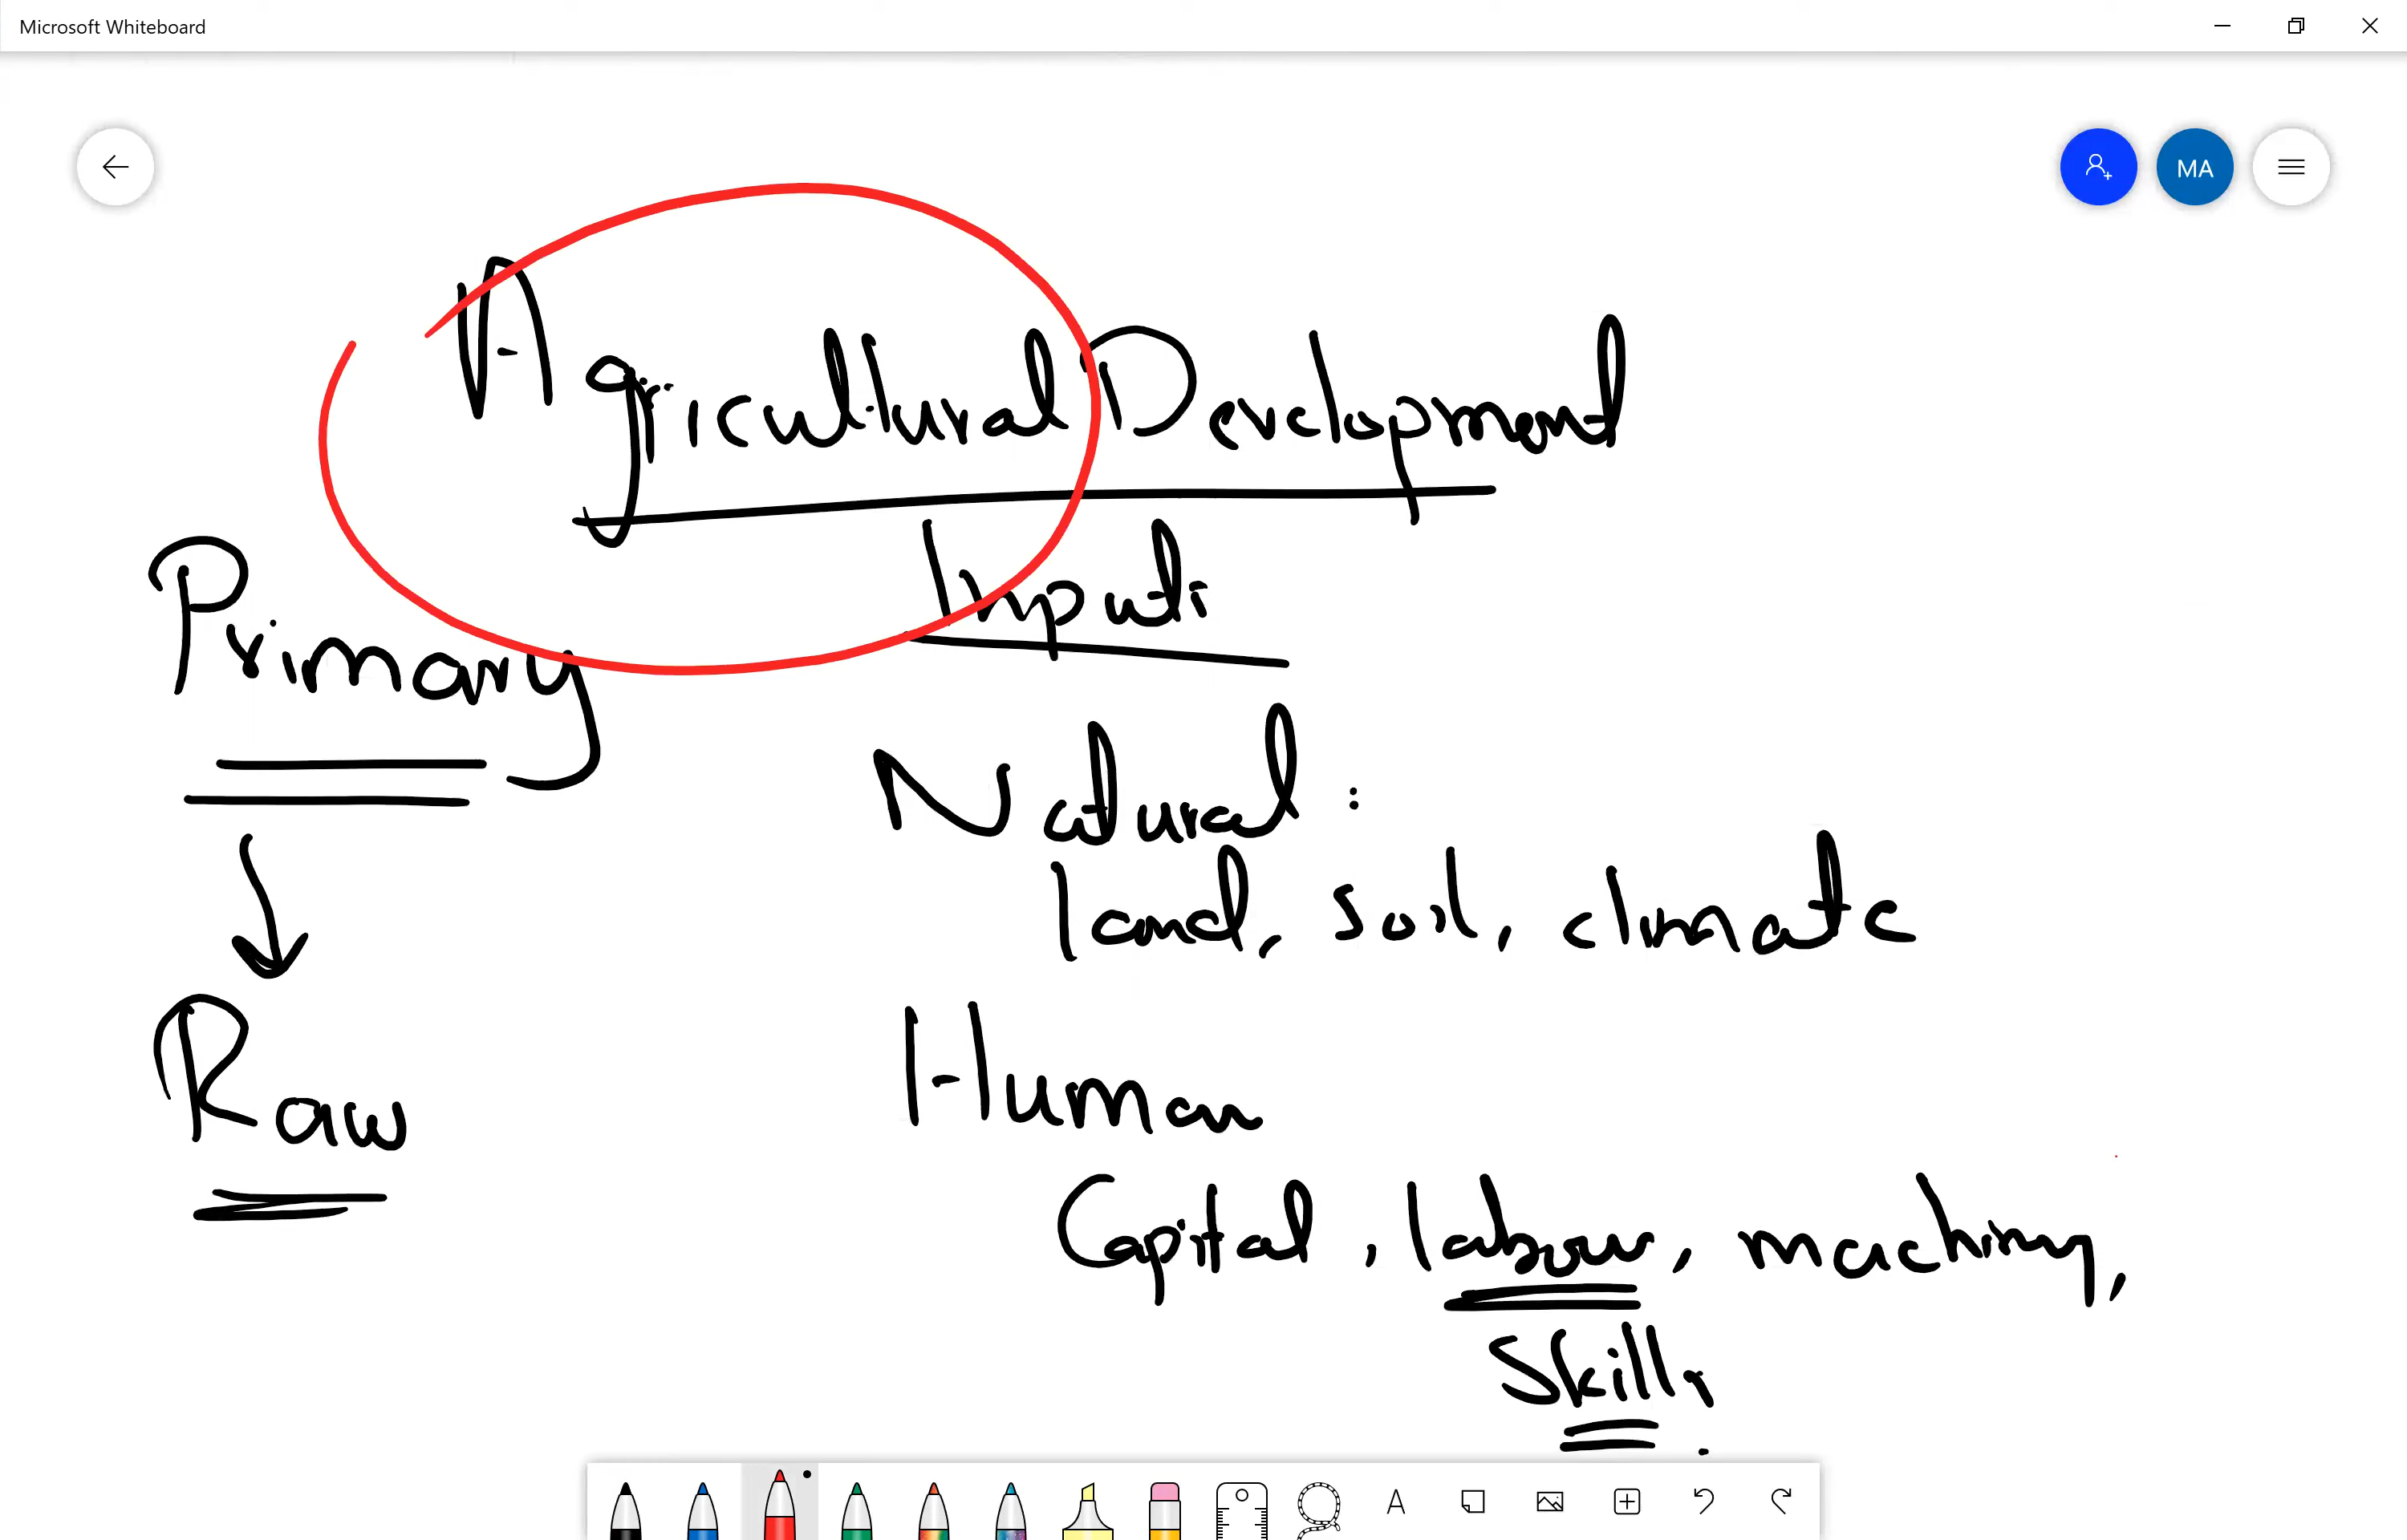 Microsoft Whiteboard
MA
Agricultural Development
Inputs
Primary
Natural :
land, soil, climate
Raw
Human
Capital, labour, machinery,
Skills
A